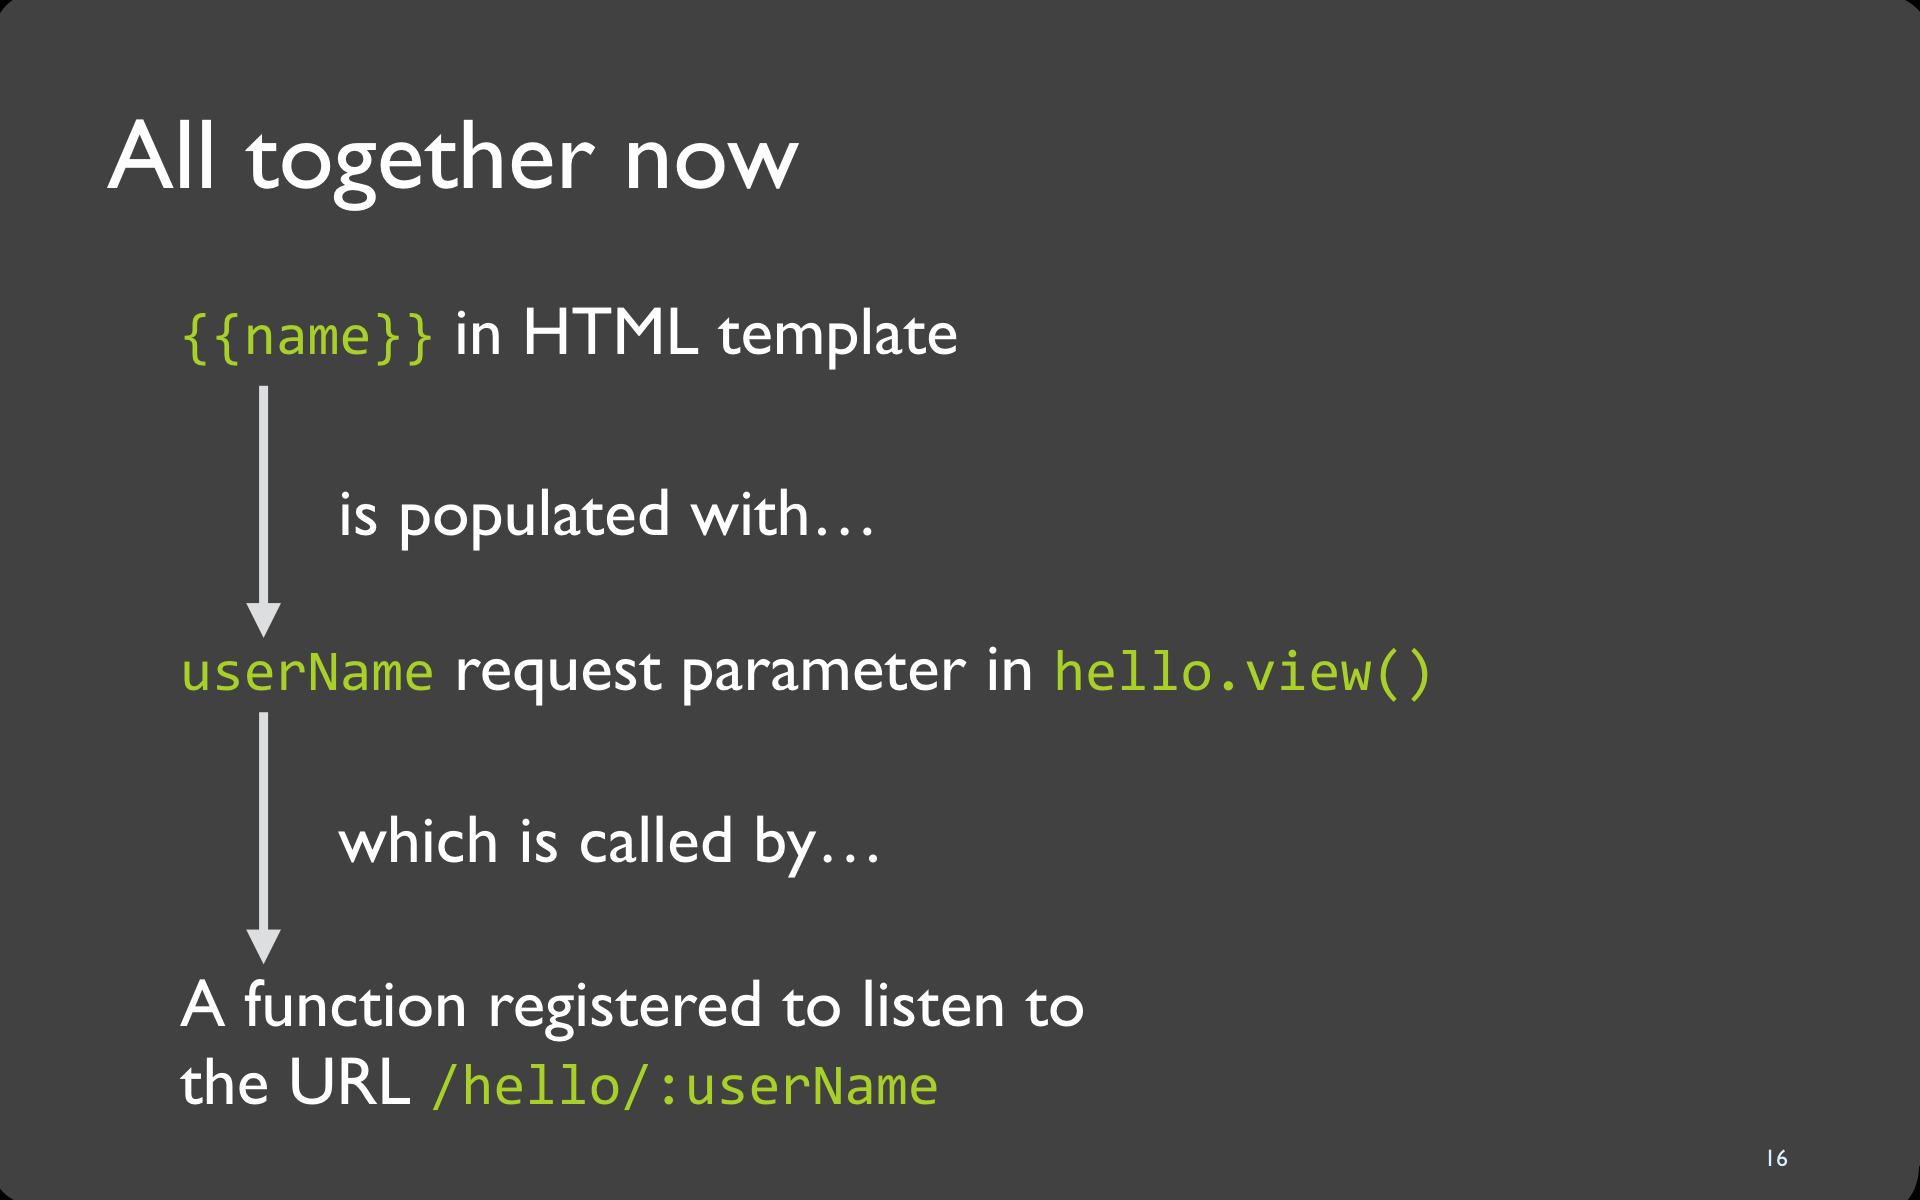 All together now
{{name}} in HTML template
is populated with…
userName request parameter in hello.view()
which is called by…
A function registered to listen to
the URL /hello/:userName
16